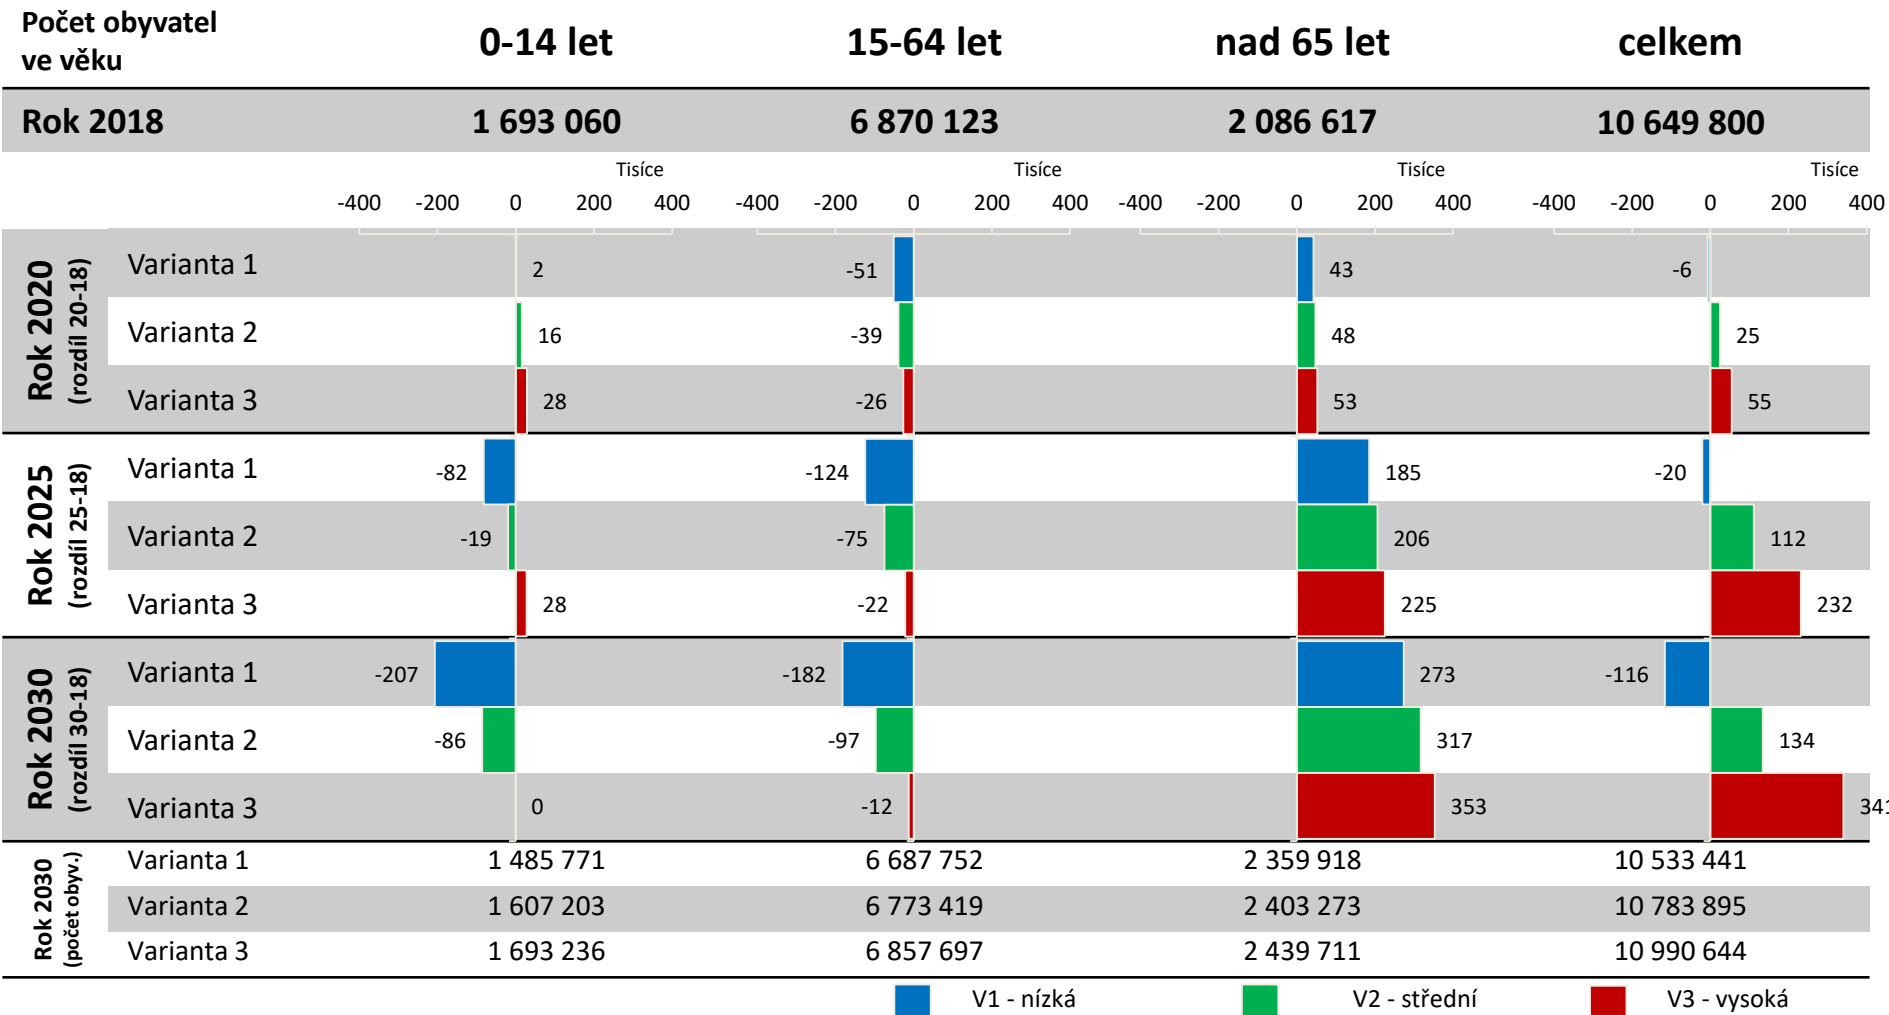 Počet obyvatel
ve věku
0-14 let 15-64 let nad 65 let celkem
Rok 2018 1 693 060 6 870 123 2 086 617 10 649 800
Tisíce Tisíce Tisíce Tisíce
-400 -200 0 200 400 -400 -200 0 200 400 -400 -200 0 200 400 -400 -200 0 200 400
Rok 2020
(rozdíl 20-18)
Varianta 1 2 -51 43 -6
Varianta 2 16 -39 48 25
Varianta 3 28 -26 53 55
Rok 2025
(rozdíl 25-18)
Varianta 1 -82 -124 185 -20
Varianta 2 -19 -75 206 112
Varianta 3 28 -22 225 232
Rok 2030
(rozdíl 30-18)
Varianta 1 -207 -182 273 -116
Varianta 2 -86 -97 317 134
Varianta 3 0 -12 353 341
Rok 2030
(počet obyv.)
Varianta 1 1 485 771 6 687 752 2 359 918 10 533 441
Varianta 2 1 607 203 6 773 419 2 403 273 10 783 895
Varianta 3 1 693 236 6 857 697 2 439 711 10 990 644
V1 - nízká V2 - střední V3 - vysoká